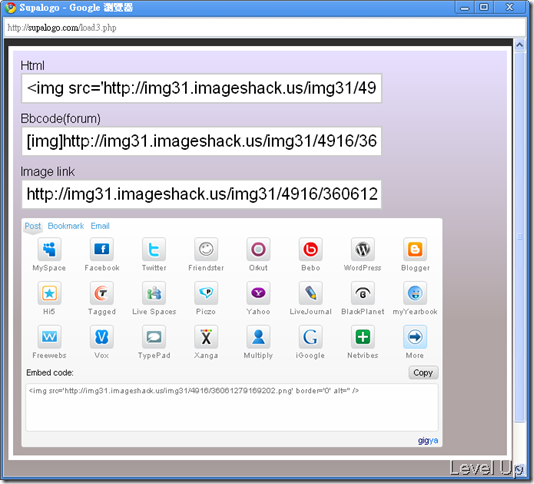 Supalogo - Google 瀏覽器
http://supalogo.com/load3.php
Html
<img src='http://img31.imageshack.us/img31/49
Bbcode(forum)
[img]http://img31.imageshack.us/img31/4916/36
Image link
http://img31.imageshack.us/img31/4916/360612
Post Bookmark Email
MySpace Facebook Twitter Friendster Orkut Bebo WordPress Blogger
Hi5 Tagged Live Spaces Piczo Yahoo LiveJournal BlackPlanet myYearbook
Freewebs Vox TypePad Xanga Multiply iGoogle Netvibes More
Embed code: Copy
<img src='http://img31.imageshack.us/img31/4916/36061279169202.png' border='0' alt='' />
gigya
Level Up